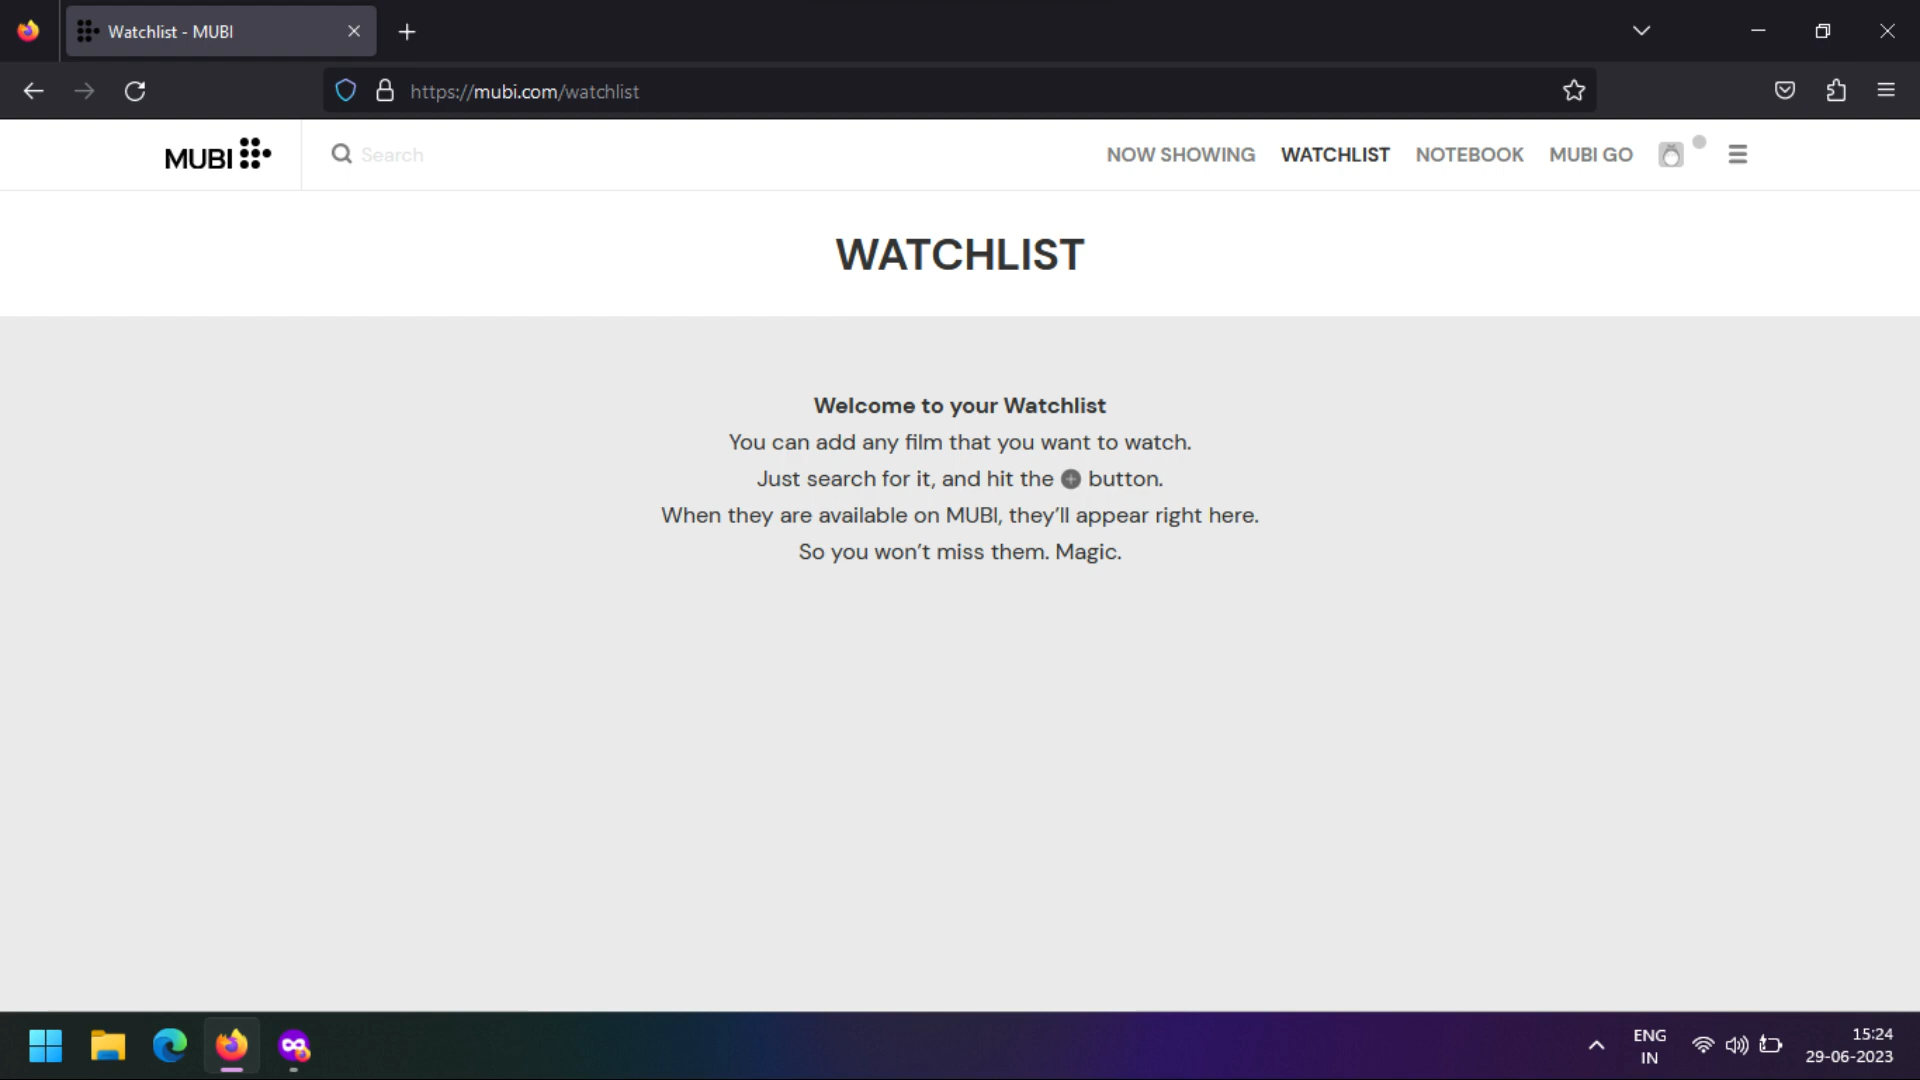 Watchlist - MUBI
https://mubi.com/watchlist
MUBI
Search
NOW SHOWING
WATCHLIST
NOTEBOOK
MUBI GO
WATCHLIST
Welcome to your Watchlist
You can add any film that you want to watch.
Just search for it, and hit the + button.
When they are available on MUBI, they’ll appear right here.
So you won’t miss them. Magic.
ENG
IN
15:24
29-06-2023